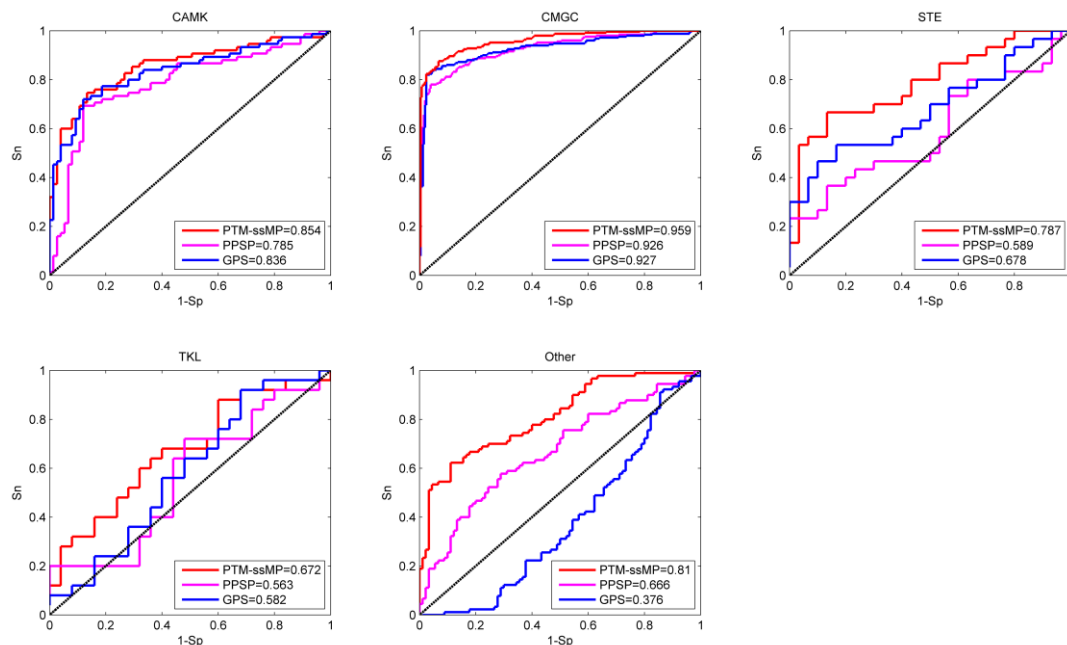 CAMK
1
0.8
0.6
Sn
0.4
0.2
0
PTM-ssMP=0.854
PPSP=0.785
GPS=0.836
0 0.2 0.4 0.6 0.8 1
1-Sp
CMGC
1
0.8
0.6
Sn
0.4
0.2
0
PTM-ssMP=0.959
PPSP=0.926
GPS=0.927
0 0.2 0.4 0.6 0.8 1
1-Sp
STE
1
0.8
0.6
Sn
0.4
0.2
0
PTM-ssMP=0.787
PPSP=0.589
GPS=0.678
0 0.2 0.4 0.6 0.8
1-Sp
TKL
1
0.8
0.6
Sn
0.4
0.2
0
PTM-ssMP=0.672
PPSP=0.563
GPS=0.582
0 0.2 0.4 0.6 0.8 1
1-Sp
Other
1
0.8
0.6
Sn
0.4
0.2
0
PTM-ssMP=0.81
PPSP=0.666
GPS=0.376
0 0.2 0.4 0.6 0.8 1
1-Sp